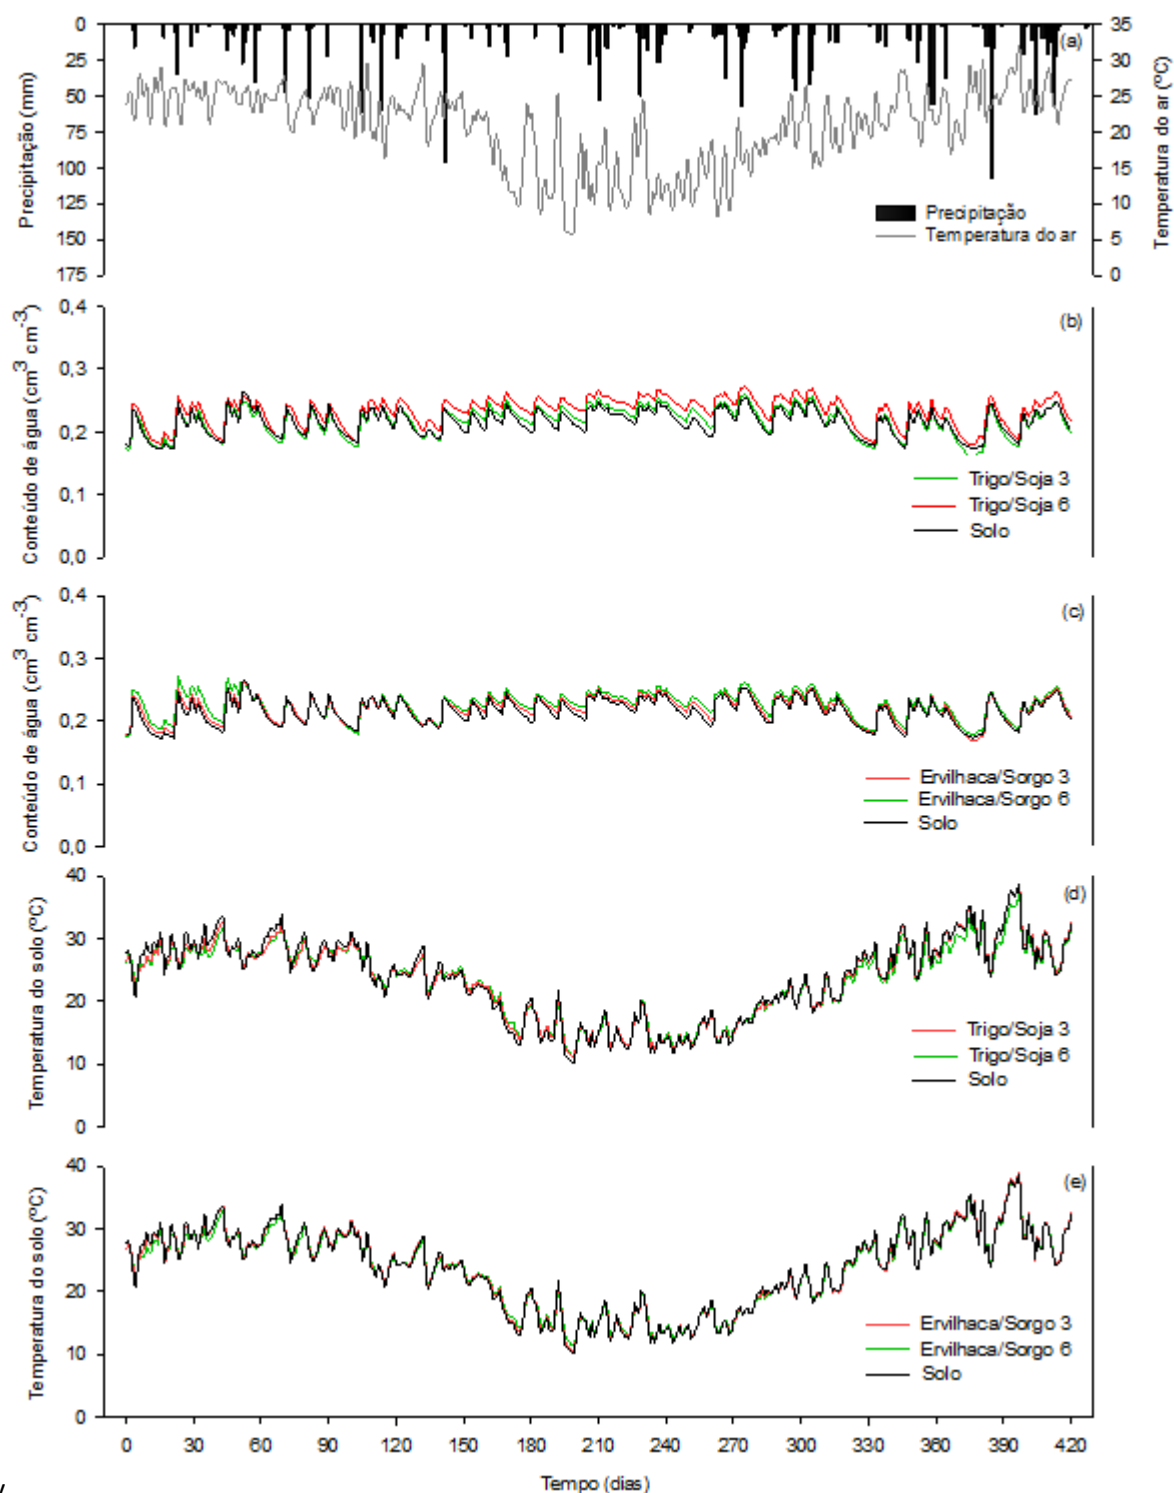 0
25
50
75
100
125
150
175
Precipitação (mm)
35
30
25
20
15
10
5
0
Temperatura do ar (ºC)
(a)
Precipitação
Temperatura do ar
0,4
0,3
0,2
0,1
0,0
Conteúdo de água (cm³ cm⁻³)
(b)
Trigo/Soja 3
Trigo/Soja 6
Solo
0,4
0,3
0,2
0,1
0,0
Conteúdo de água (cm³ cm⁻³)
(c)
Ervilhaca/Sorgo 3
Ervilhaca/Sorgo 6
Solo
40
30
20
10
0
Temperatura do solo (ºC)
(d)
Trigo/Soja 3
Trigo/Soja 6
Solo
40
30
20
10
0
Temperatura do solo (ºC)
(e)
Ervilhaca/Sorgo 3
Ervilhaca/Sorgo 6
Solo
0 30 60 90 120 150 180 210 240 270 300 330 360 390 420
Tempo (dias)